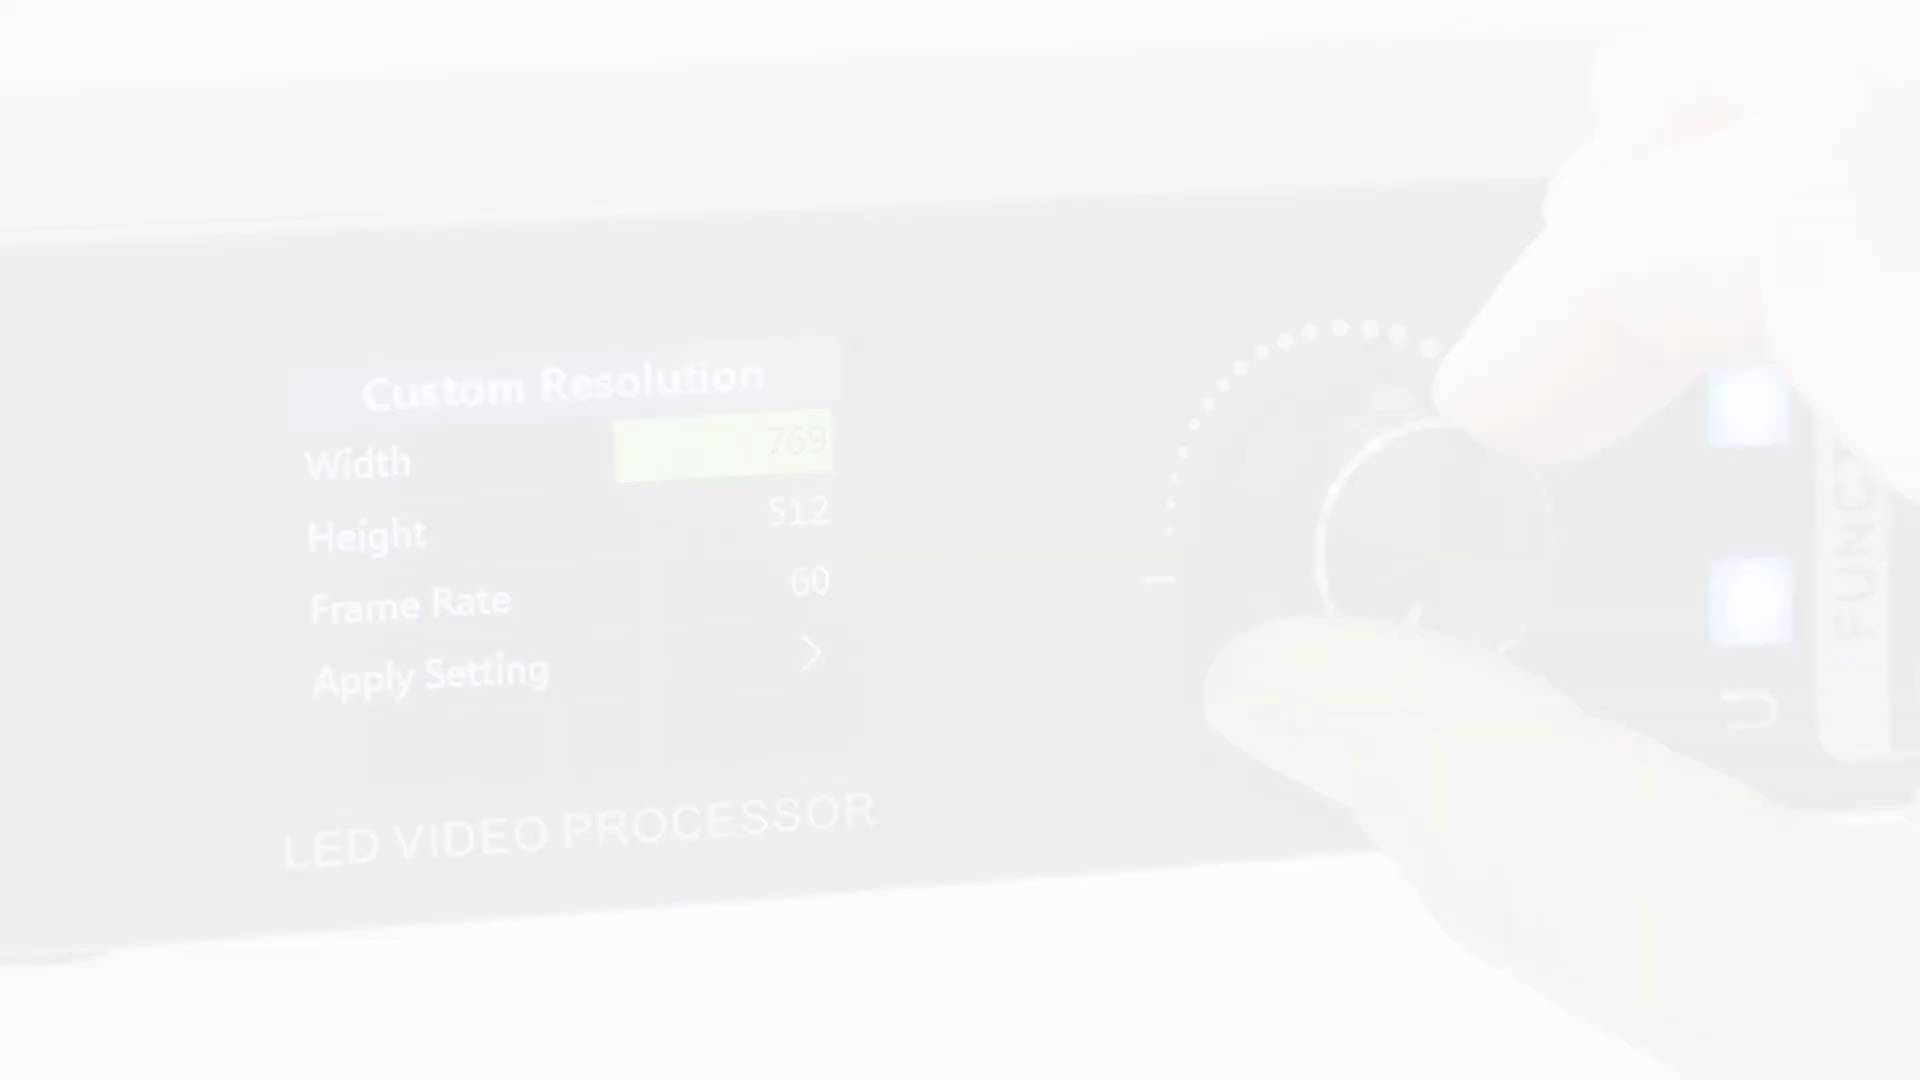 Custom Resolution
Width 769
Height 512
Frame Rate 60
Apply Setting >
LED VIDEO PROCESSOR
U